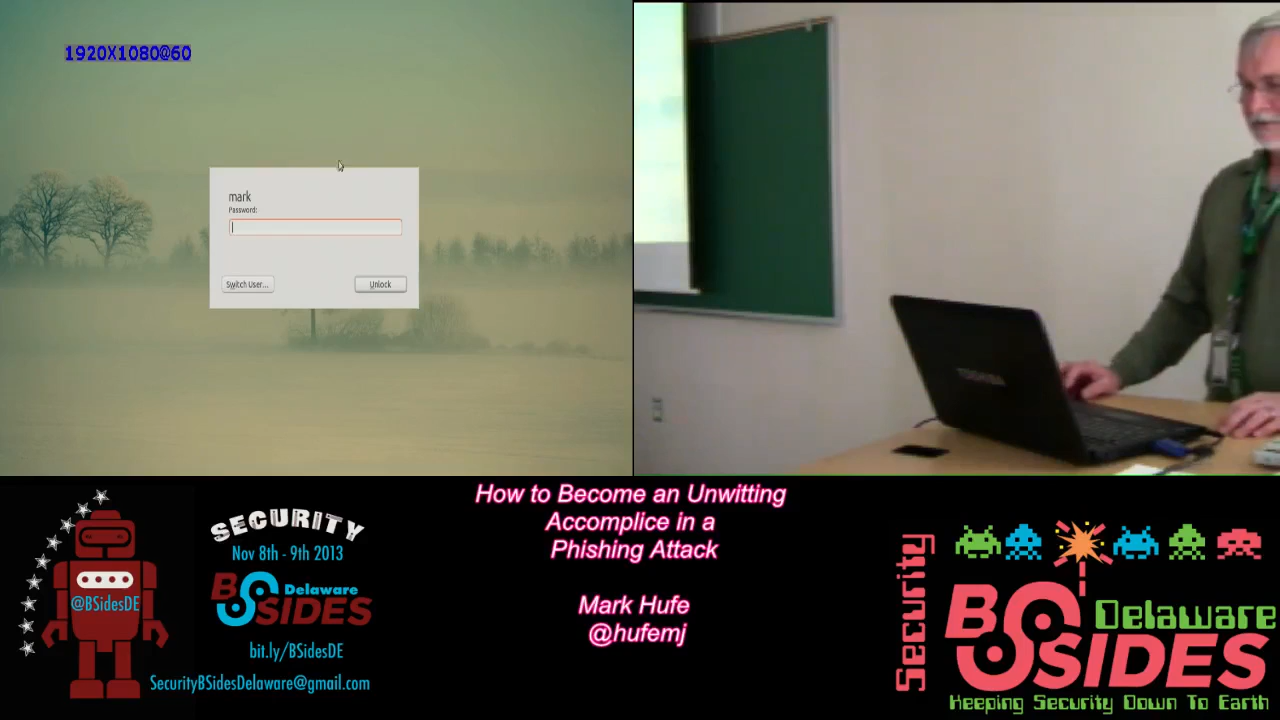 1920X1080@60
mark
Password:
Switch User...
Unlock
TOSHIBA
How to Become an Unwitting
Accomplice in a
Phishing Attack
Mark Hufe
@hufemj
@BSidesDE
SECURITY
Nov 8th - 9th 2013
BSIDES
Delaware
bit.ly/BSidesDE
SecurityBSidesDelaware@gmail.com
Security
BSIDES
Delaware
Keeping Security Down To Earth